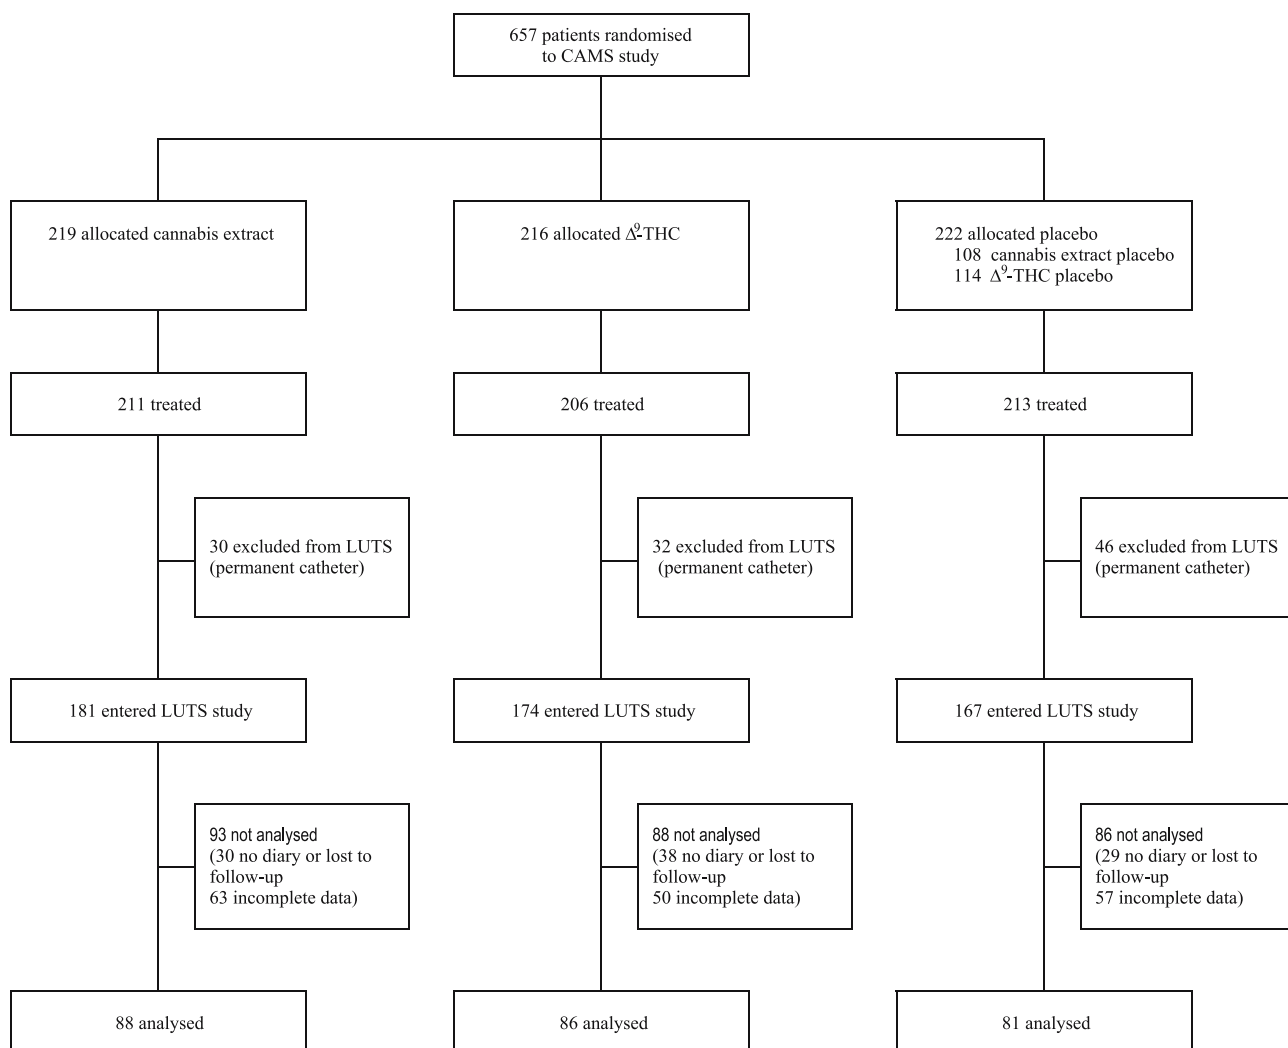 657 patients randomised
to CAMS study
219 allocated cannabis extract
216 allocated Δ⁹-THC
222 allocated placebo
108 cannabis extract placebo
114 Δ⁹-THC placebo
211 treated
206 treated
213 treated
30 excluded from LUTS
(permanent catheter)
32 excluded from LUTS
(permanent catheter)
46 excluded from LUTS
(permanent catheter)
181 entered LUTS study
174 entered LUTS study
167 entered LUTS study
93 not analysed
(30 no diary or lost to
follow-up
63 incomplete data)
88 not analysed
(38 no diary or lost to
follow-up
50 incomplete data)
86 not analysed
(29 no diary or lost to
follow-up
57 incomplete data)
88 analysed
86 analysed
81 analysed